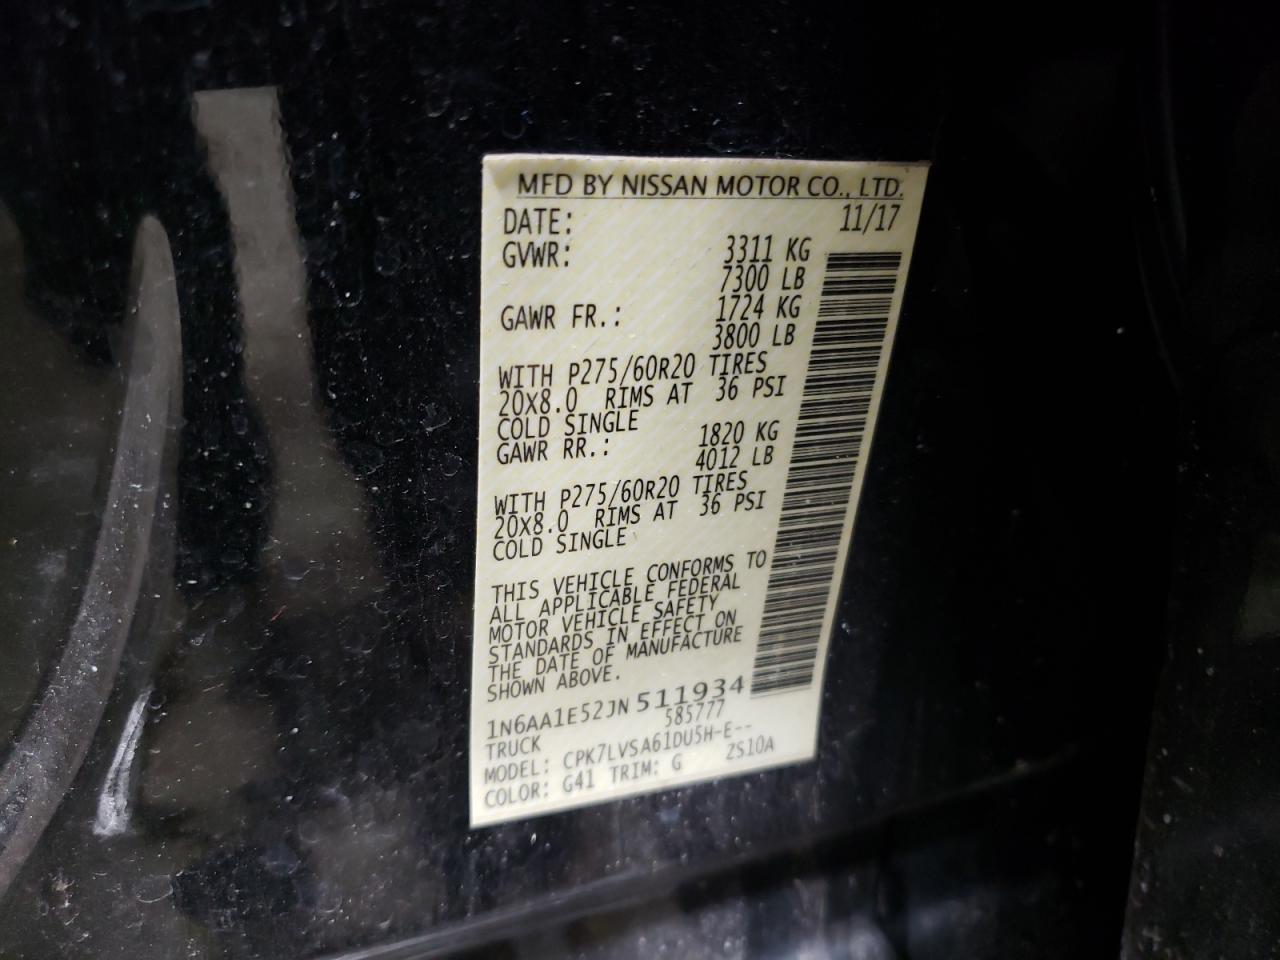 MFD BY NISSAN MOTOR CO., LTD.
DATE: 11/17
GVWR: 3311 KG
7300 LB
GAWR FR.: 1724 KG
3800 LB
WITH P275/60R20 TIRES
20X8.0 RIMS AT 36 PSI
COLD SINGLE
GAWR RR.: 1820 KG
4012 LB
WITH P275/60R20 TIRES
20X8.0 RIMS AT 36 PSI
COLD SINGLE
THIS VEHICLE CONFORMS TO
ALL APPLICABLE FEDERAL
MOTOR VEHICLE SAFETY
STANDARDS IN EFFECT ON
THE DATE OF MANUFACTURE
SHOWN ABOVE.
1N6AA1E52JN511934
TRUCK 585777
MODEL: CPK7LVSA61DU5H-E--
COLOR: G41 TRIM: G ZS10A